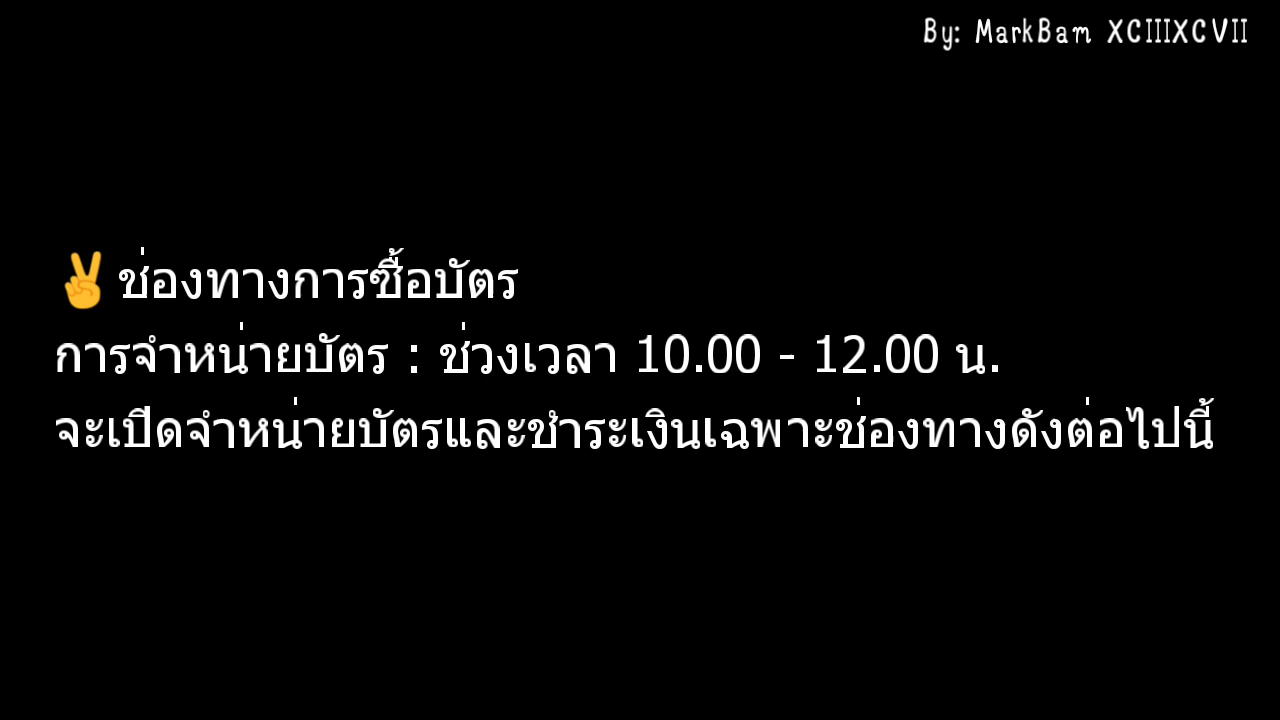 By: MarkBam XCIIIXCVII
✌ช่องทางการซื้อบัตร
การจำหน่ายบัตร : ช่วงเวลา 10.00 - 12.00 น.
จะเปิดจำหน่ายบัตรและชำระเงินเฉพาะช่องทางดังต่อไปนี้